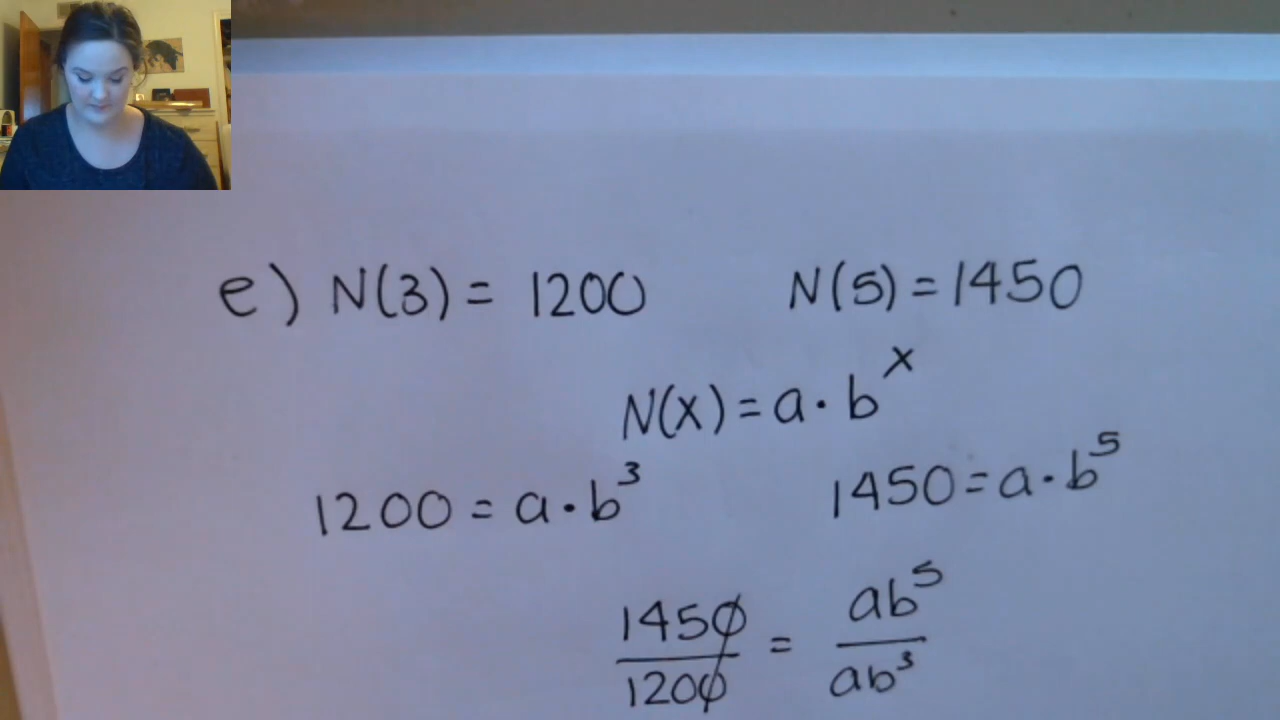 e) N(3) = 1200 N(5) = 1450
N(x) = a · b^x
1200 = a · b^3 1450 = a · b^5
1450/1200 = ab^5/ab^3